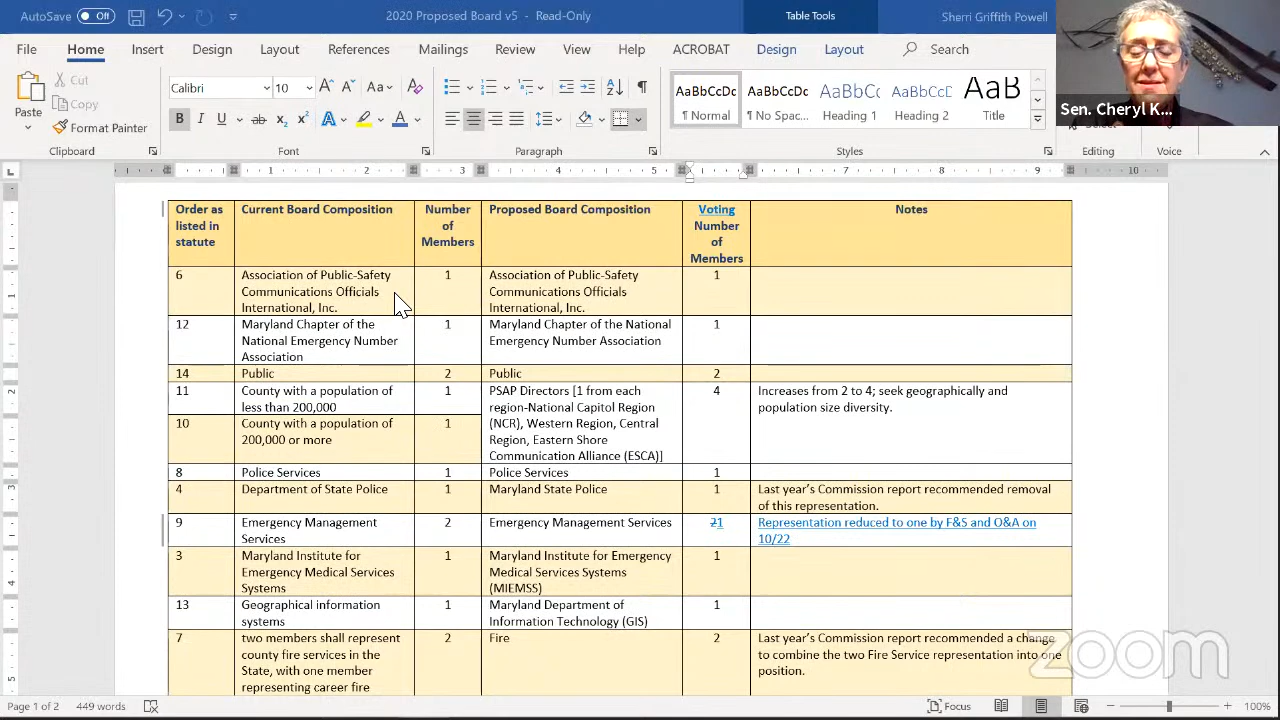 AutoSave Off 2020 Proposed Board v5 - Read-Only Table Tools Sherri Griffith Powell
File Home Insert Design Layout References Mailings Review View Help ACROBAT Design Layout Search
Cut
Copy
Format Painter
Paste
Clipboard
Calibri 10
Font
Paragraph
AaBbCcDc AaBbCcDc AaBbCc AaBbCcD AaB
¶ Normal ¶ No Spac... Heading 1 Heading 2 Title
Styles
Editing
Voice
Sen. Cheryl K...
1 2 3 4 5 6 7 8 9 10
Order as listed in statute
Current Board Composition
Number of Members
Proposed Board Composition
Voting Number of Members
Notes
6
Association of Public-Safety
Communications Officials
International, Inc.
1
Association of Public-Safety
Communications Officials
International, Inc.
1
12
Maryland Chapter of the
National Emergency Number
Association
1
Maryland Chapter of the National
Emergency Number Association
1
14 Public 2 Public 2
11
County with a population of
less than 200,000
1
PSAP Directors [1 from each
region-National Capitol Region
(NCR), Western Region, Central
Region, Eastern Shore
Communication Alliance (ESCA)]
4
Increases from 2 to 4; seek geographically and
population size diversity.
10
County with a population of
200,000 or more
1
8 Police Services 1 Police Services 1
4 Department of State Police 1 Maryland State Police 1
Last year's Commission report recommended removal
of this representation.
9
Emergency Management
Services
2
Emergency Management Services
21
Representation reduced to one by F&S and O&A on
10/22
3
Maryland Institute for
Emergency Medical Services
Systems
1
Maryland Institute for Emergency
Medical Services Systems
(MIEMSS)
1
13
Geographical information
systems
1
Maryland Department of
Information Technology (GIS)
1
7
two members shall represent
county fire services in the
State, with one member
representing career fire
2
Fire
2
Last year's Commission report recommended a change
to combine the two Fire Service representation into one
position.
zoom
Page 1 of 2 449 words Focus 100%